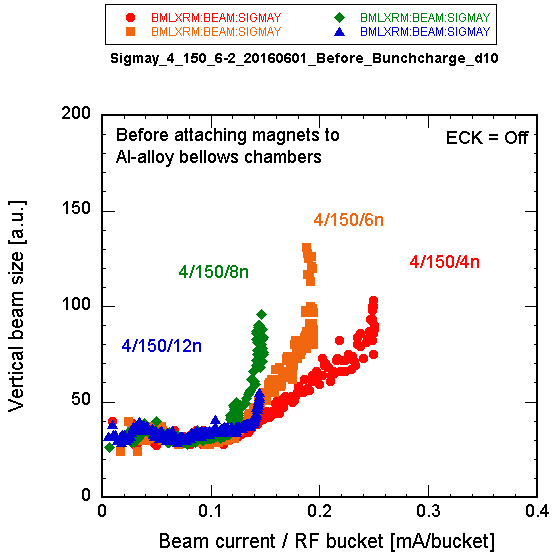 BMLXRM:BEAM:SIGMAY BMLXRM:BEAM:SIGMAY
BMLXRM:BEAM:SIGMAY BMLXRM:BEAM:SIGMAY
Sigmay_4_150_6-2_20160601_Before_Bunchcharge_d10
200
Before attaching magnets to
Al-alloy bellows chambers
ECK = Off
150
4/150/6n
4/150/4n
4/150/8n
100
4/150/12n
50
0
0 0.1 0.2 0.3 0.4
Vertical beam size [a.u.]
Beam current / RF bucket [mA/bucket]